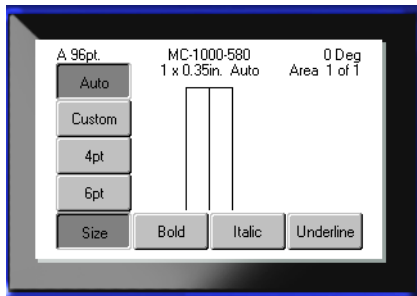 A 96pt. MC-1000-580 0 Deg
1 x 0.35in. Auto Area 1 of 1
Auto
Custom
4pt
6pt
Size Bold Italic Underline